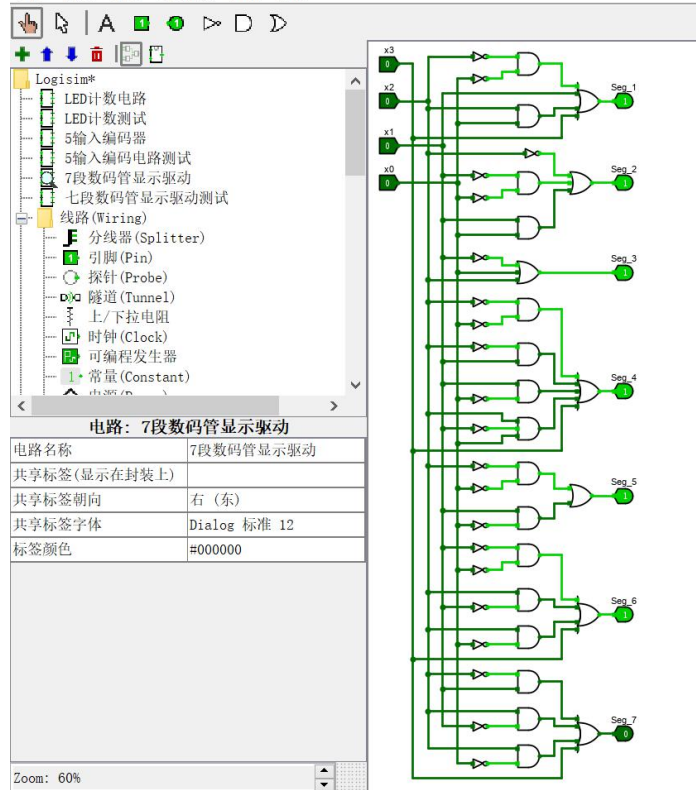 A
Logisim*
LED计数电路
LED计数测试
5输入编码器
5输入编码电路测试
7段数码管显示驱动
七段数码管显示驱动测试
线路(Wiring)
分线器(Splitter)
引脚(Pin)
探针(Probe)
隧道(Tunnel)
上/下拉电阻
时钟(Clock)
可编程发生器
常量(Constant)
电路: 7段数码管显示驱动
电路名称 7段数码管显示驱动
共享标签(显示在封装上)
共享标签朝向 右 (东)
共享标签字体 Dialog 标准 12
标签颜色 #000000
Zoom: 60%
x3
0
x2
0
x1
0
x0
0
Seg_1
1
Seg_2
1
Seg_3
1
Seg_4
1
Seg_5
1
Seg_6
1
Seg_7
0